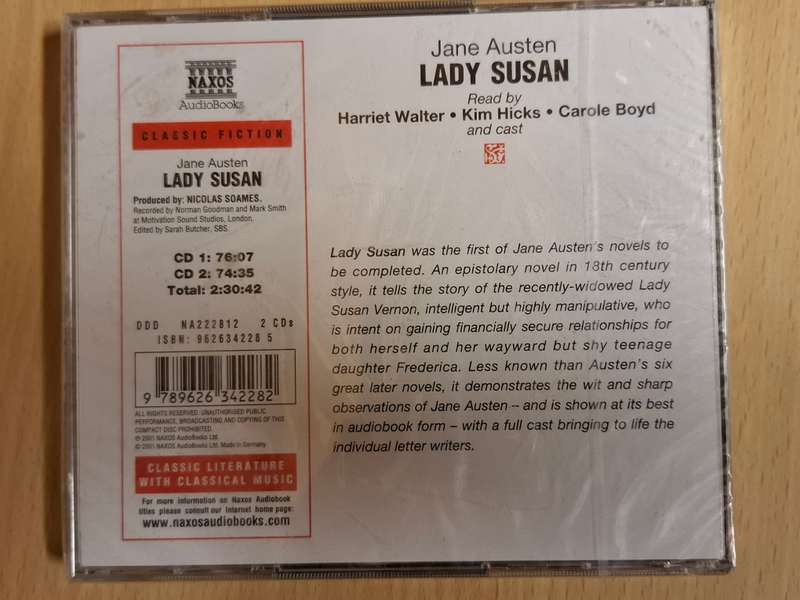 NAXOS
AudioBooks
CLASSIC FICTION
Jane Austen
LADY SUSAN
Produced by: NICOLAS SOAMES.
Recorded by Norman Goodman and Mark Smith
at Motivation Sound Studios, London.
Edited by Sarah Butcher, SBS.
CD 1: 76:07
CD 2: 74:35
Total: 2:30:42
DDD NA222812 2 CDs
ISBN: 962634228 5
9 789626 342282
ALL RIGHTS RESERVED. UNAUTHORISED PUBLIC
PERFORMANCE, BROADCASTING AND COPYING OF THIS
COMPACT DISC PROHIBITED.
℗ 2001 NAXOS AudioBooks Ltd.
© 2001 NAXOS AudioBooks Ltd. Made in Germany.
CLASSIC LITERATURE
WITH CLASSICAL MUSIC
For more information on Naxos Audiobook
titles please consult our Internet home page:
www.naxosaudiobooks.com
Jane Austen
LADY SUSAN
Read by
Harriet Walter • Kim Hicks • Carole Boyd
and cast
Lady Susan was the first of Jane Austen's novels to
be completed. An epistolary novel in 18th century
style, it tells the story of the recently-widowed Lady
Susan Vernon, intelligent but highly manipulative, who
is intent on gaining financially secure relationships for
both herself and her wayward but shy teenage
daughter Frederica. Less known than Austen's six
great later novels, it demonstrates the wit and sharp
observations of Jane Austen – and is shown at its best
in audiobook form – with a full cast bringing to life the
individual letter writers.